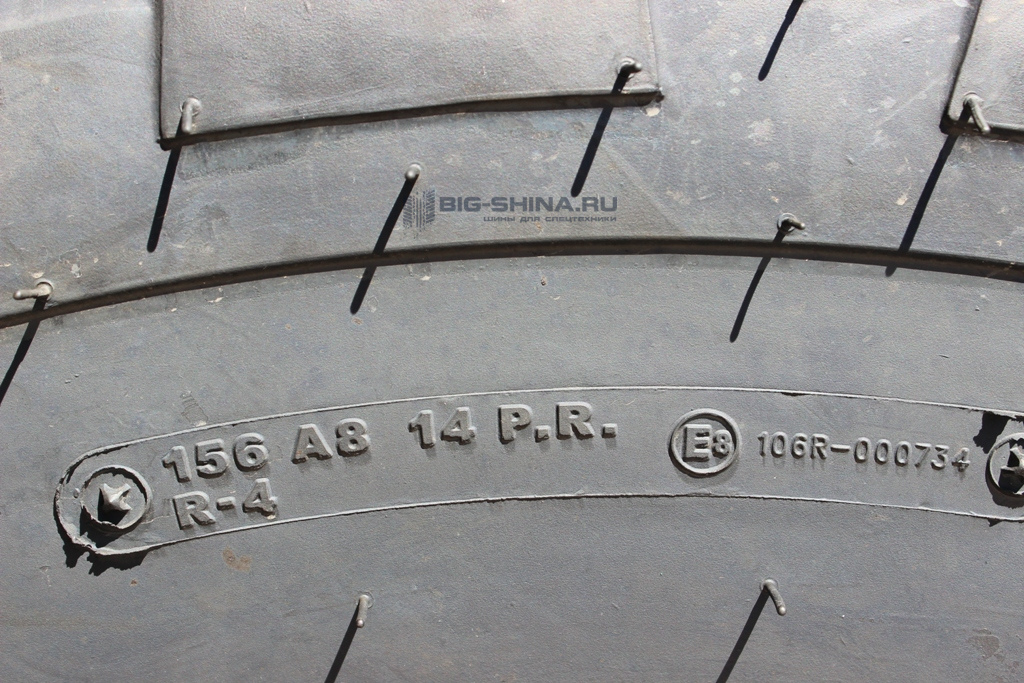 BIG-SHINA.RU
шины для спецтехники
156 A8 14 P.R. E8 106R-000734
R-4